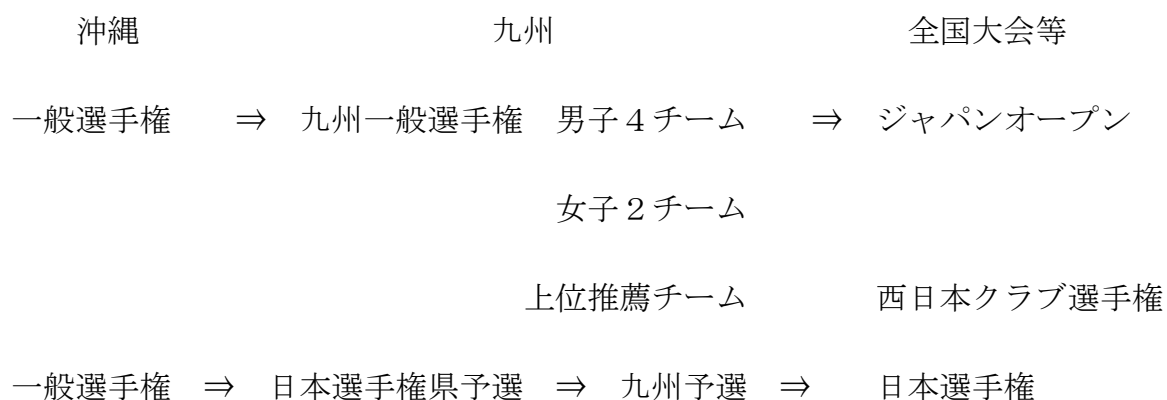 沖縄 九州 全国大会等
一般選手権 ⇒ 九州一般選手権 男子４チーム ⇒ ジャパンオープン
女子２チーム
上位推薦チーム 西日本クラブ選手権
一般選手権 ⇒ 日本選手権県予選 ⇒ 九州予選 ⇒ 日本選手権